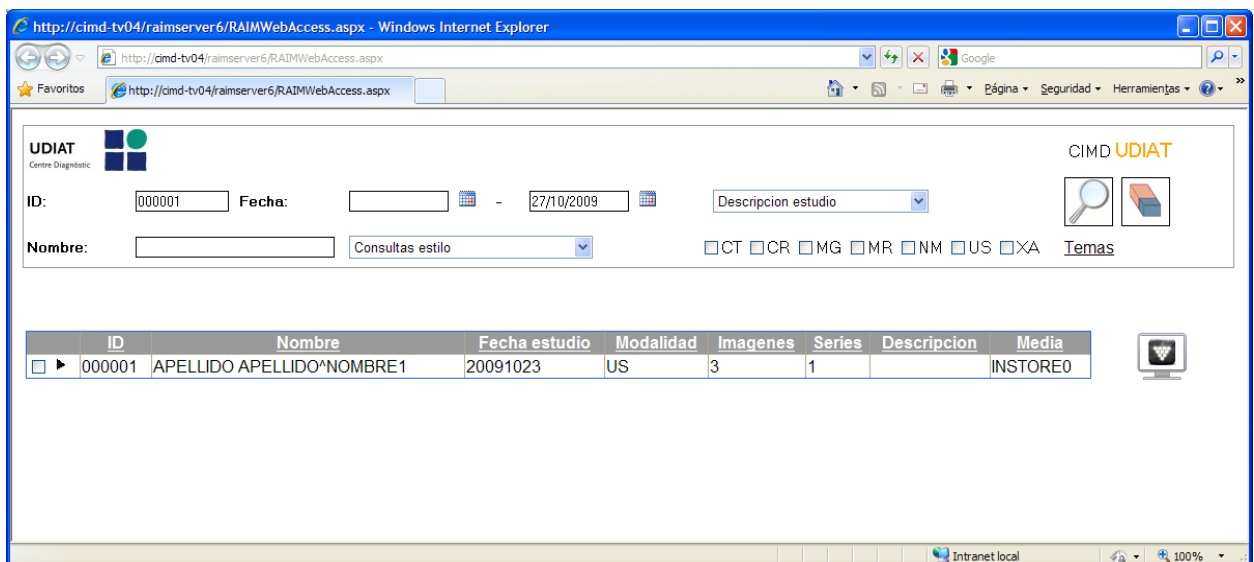 http://cimd-tv04/raimserver6/RAIMWebAccess.aspx - Windows Internet Explorer
http://cimd-tv04/raimserver6/RAIMWebAccess.aspx Google
Favoritos http://cimd-tv04/raimserver6/RAIMWebAccess.aspx Página Seguridad Herramientas »
UDIAT CIMD UDIAT
Centre Diagnòstic
ID: 000001 Fecha: - 27/10/2009 Descripcion estudio
Nombre: Consultas estilo CT CR MG MR NM US XA Temas
ID Nombre Fecha estudio Modalidad Imagenes Series Descripcion Media
000001 APELLIDO APELLIDO^NOMBRE1 20091023 US 3 1 INSTORE0
Intranet local 100%